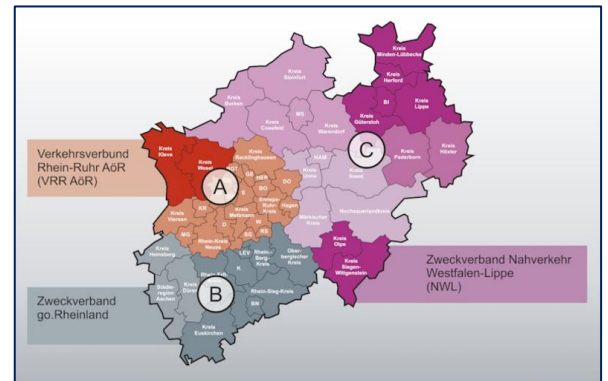 Kreis
Minden-Lübbecke
Kreis
Herford
Kreis
Steinfurt
BI
Kreis
Lippe
Kreis
Borken
MS
Kreis
Gütersloh
Kreis
Coesfeld
Kreis
Warendorf
C
Kreis
Paderborn
Kreis
Höxter
Verkehrsverbund
Rhein-Ruhr AöR
(VRR AöR)
Kreis
Kleve
Kreis
Wesel
Kreis
Recklinghausen
HAM
Kreis
Unna
Kreis
Soest
A
BOT
GE
HER
BO
DO
E
Ennepe-
Ruhr-
Kreis
Hagen
KR
Kreis
Mettmann
Kreis
Viersen
D
W
MG
Rhein-Kreis
Neuss
SG
RS
Märkischer
Kreis
Hochsauerlandkreis
Kreis
Olpe
Kreis
Siegen-
Wittgenstein
Zweckverband Nahverkehr
Westfalen-Lippe
(NWL)
Kreis
Heinsberg
LEV
Rhein.-
Berg.
Kreis
Ober-
bergischer
Kreis
K
Zweckverband
go.Rheinland
Städte-
region
Aachen
Kreis
Düren
B
Rhein-Sieg-Kreis
BN
Kreis
Euskirchen